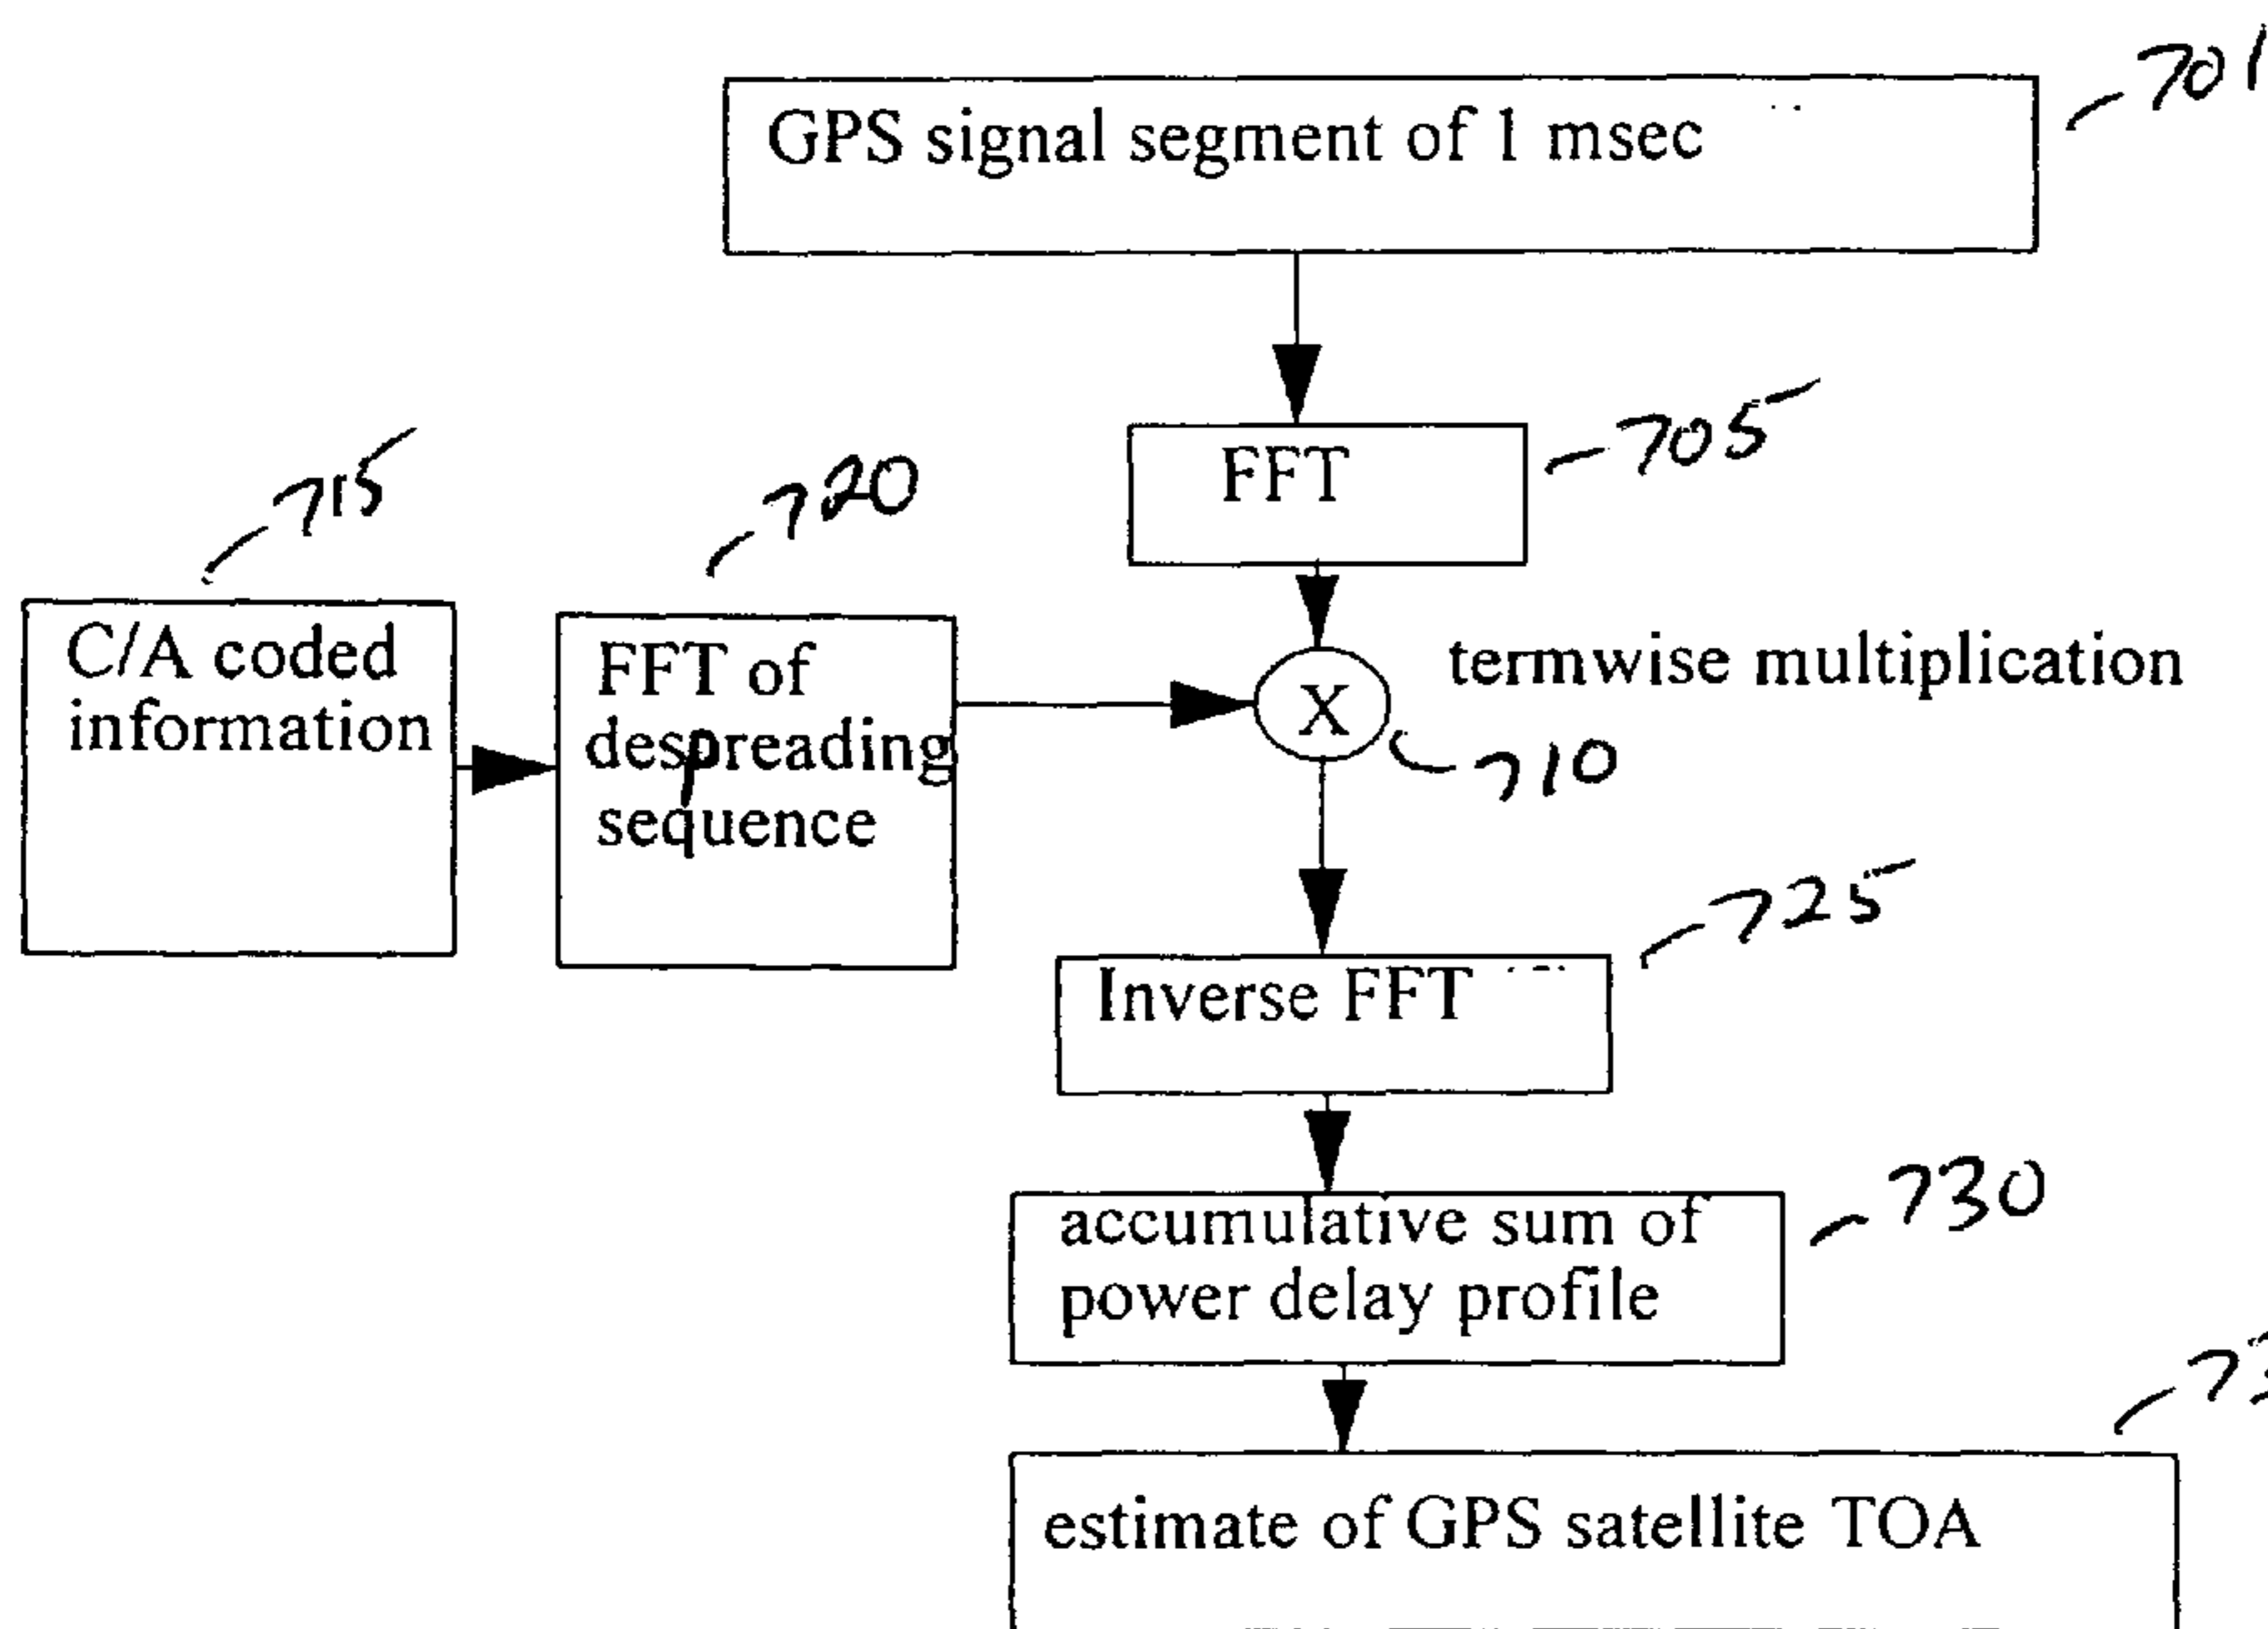 701
GPS signal segment of 1 msec
705
FFT
715
720
C/A coded
information
FFT of
despreading
sequence
X
termwise multiplication
710
725
Inverse FFT
730
accumulative sum of
power delay profile
estimate of GPS satellite TOA